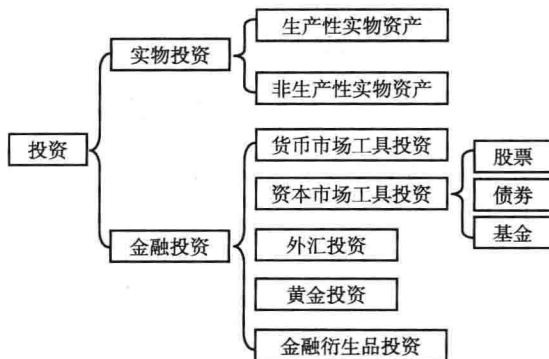 投资
实物投资
生产性实物资产
非生产性实物资产
金融投资
货币市场工具投资
资本市场工具投资
股票
债券
基金
外汇投资
黄金投资
金融衍生品投资